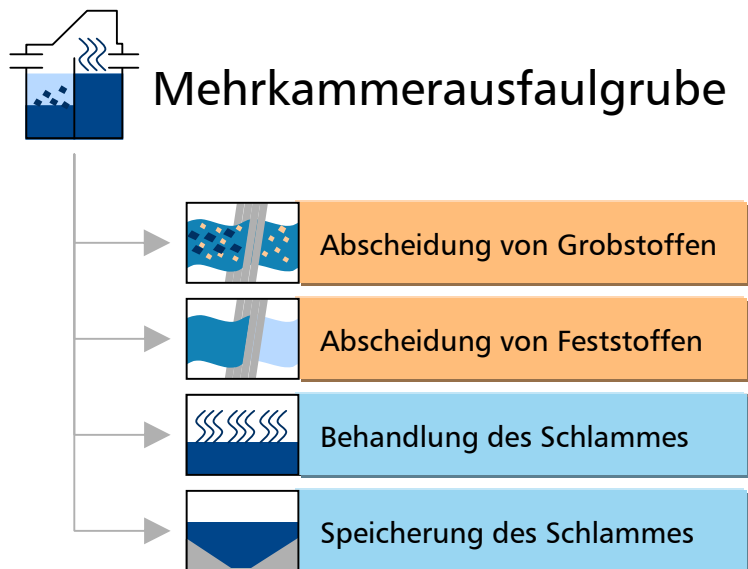 Mehrkammerausfaulgrube
Abscheidung von Grobstoffen
Abscheidung von Feststoffen
Behandlung des Schlammes
Speicherung des Schlammes